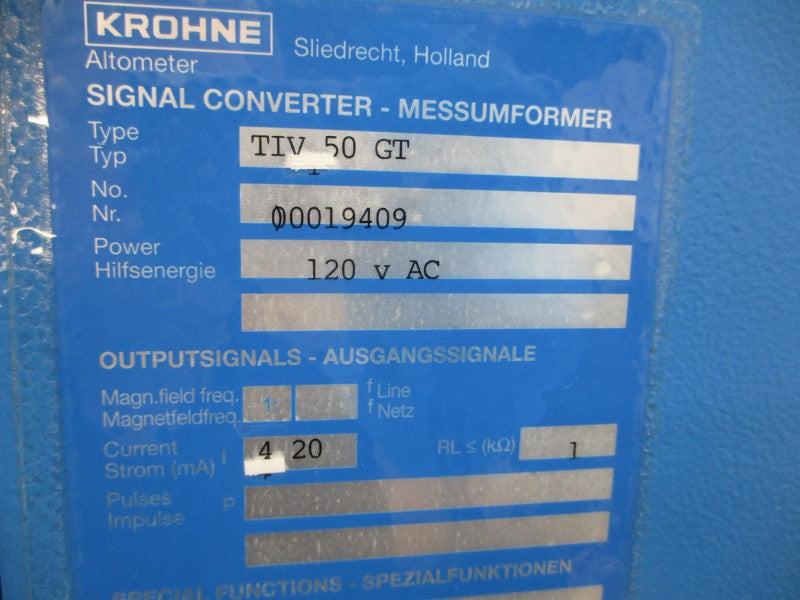 KROHNE
Altometer
Sliedrecht, Holland
SIGNAL CONVERTER - MESSUMFORMER
Type
Typ
TIV 50 GT
No.
Nr.
00019409
Power
Hilfsenergie
120 v AC
OUTPUTSIGNALS - AUSGANGSSIGNALE
Magn.field freq.
Magnetfeldfreq.
1:
f Line
f Netz
Current
Strom (mA)
I
4 20
RL ≤ (kΩ)
1
Pulses
Impulse
P
SPECIAL FUNCTIONS - SPEZIALFUNKTIONEN